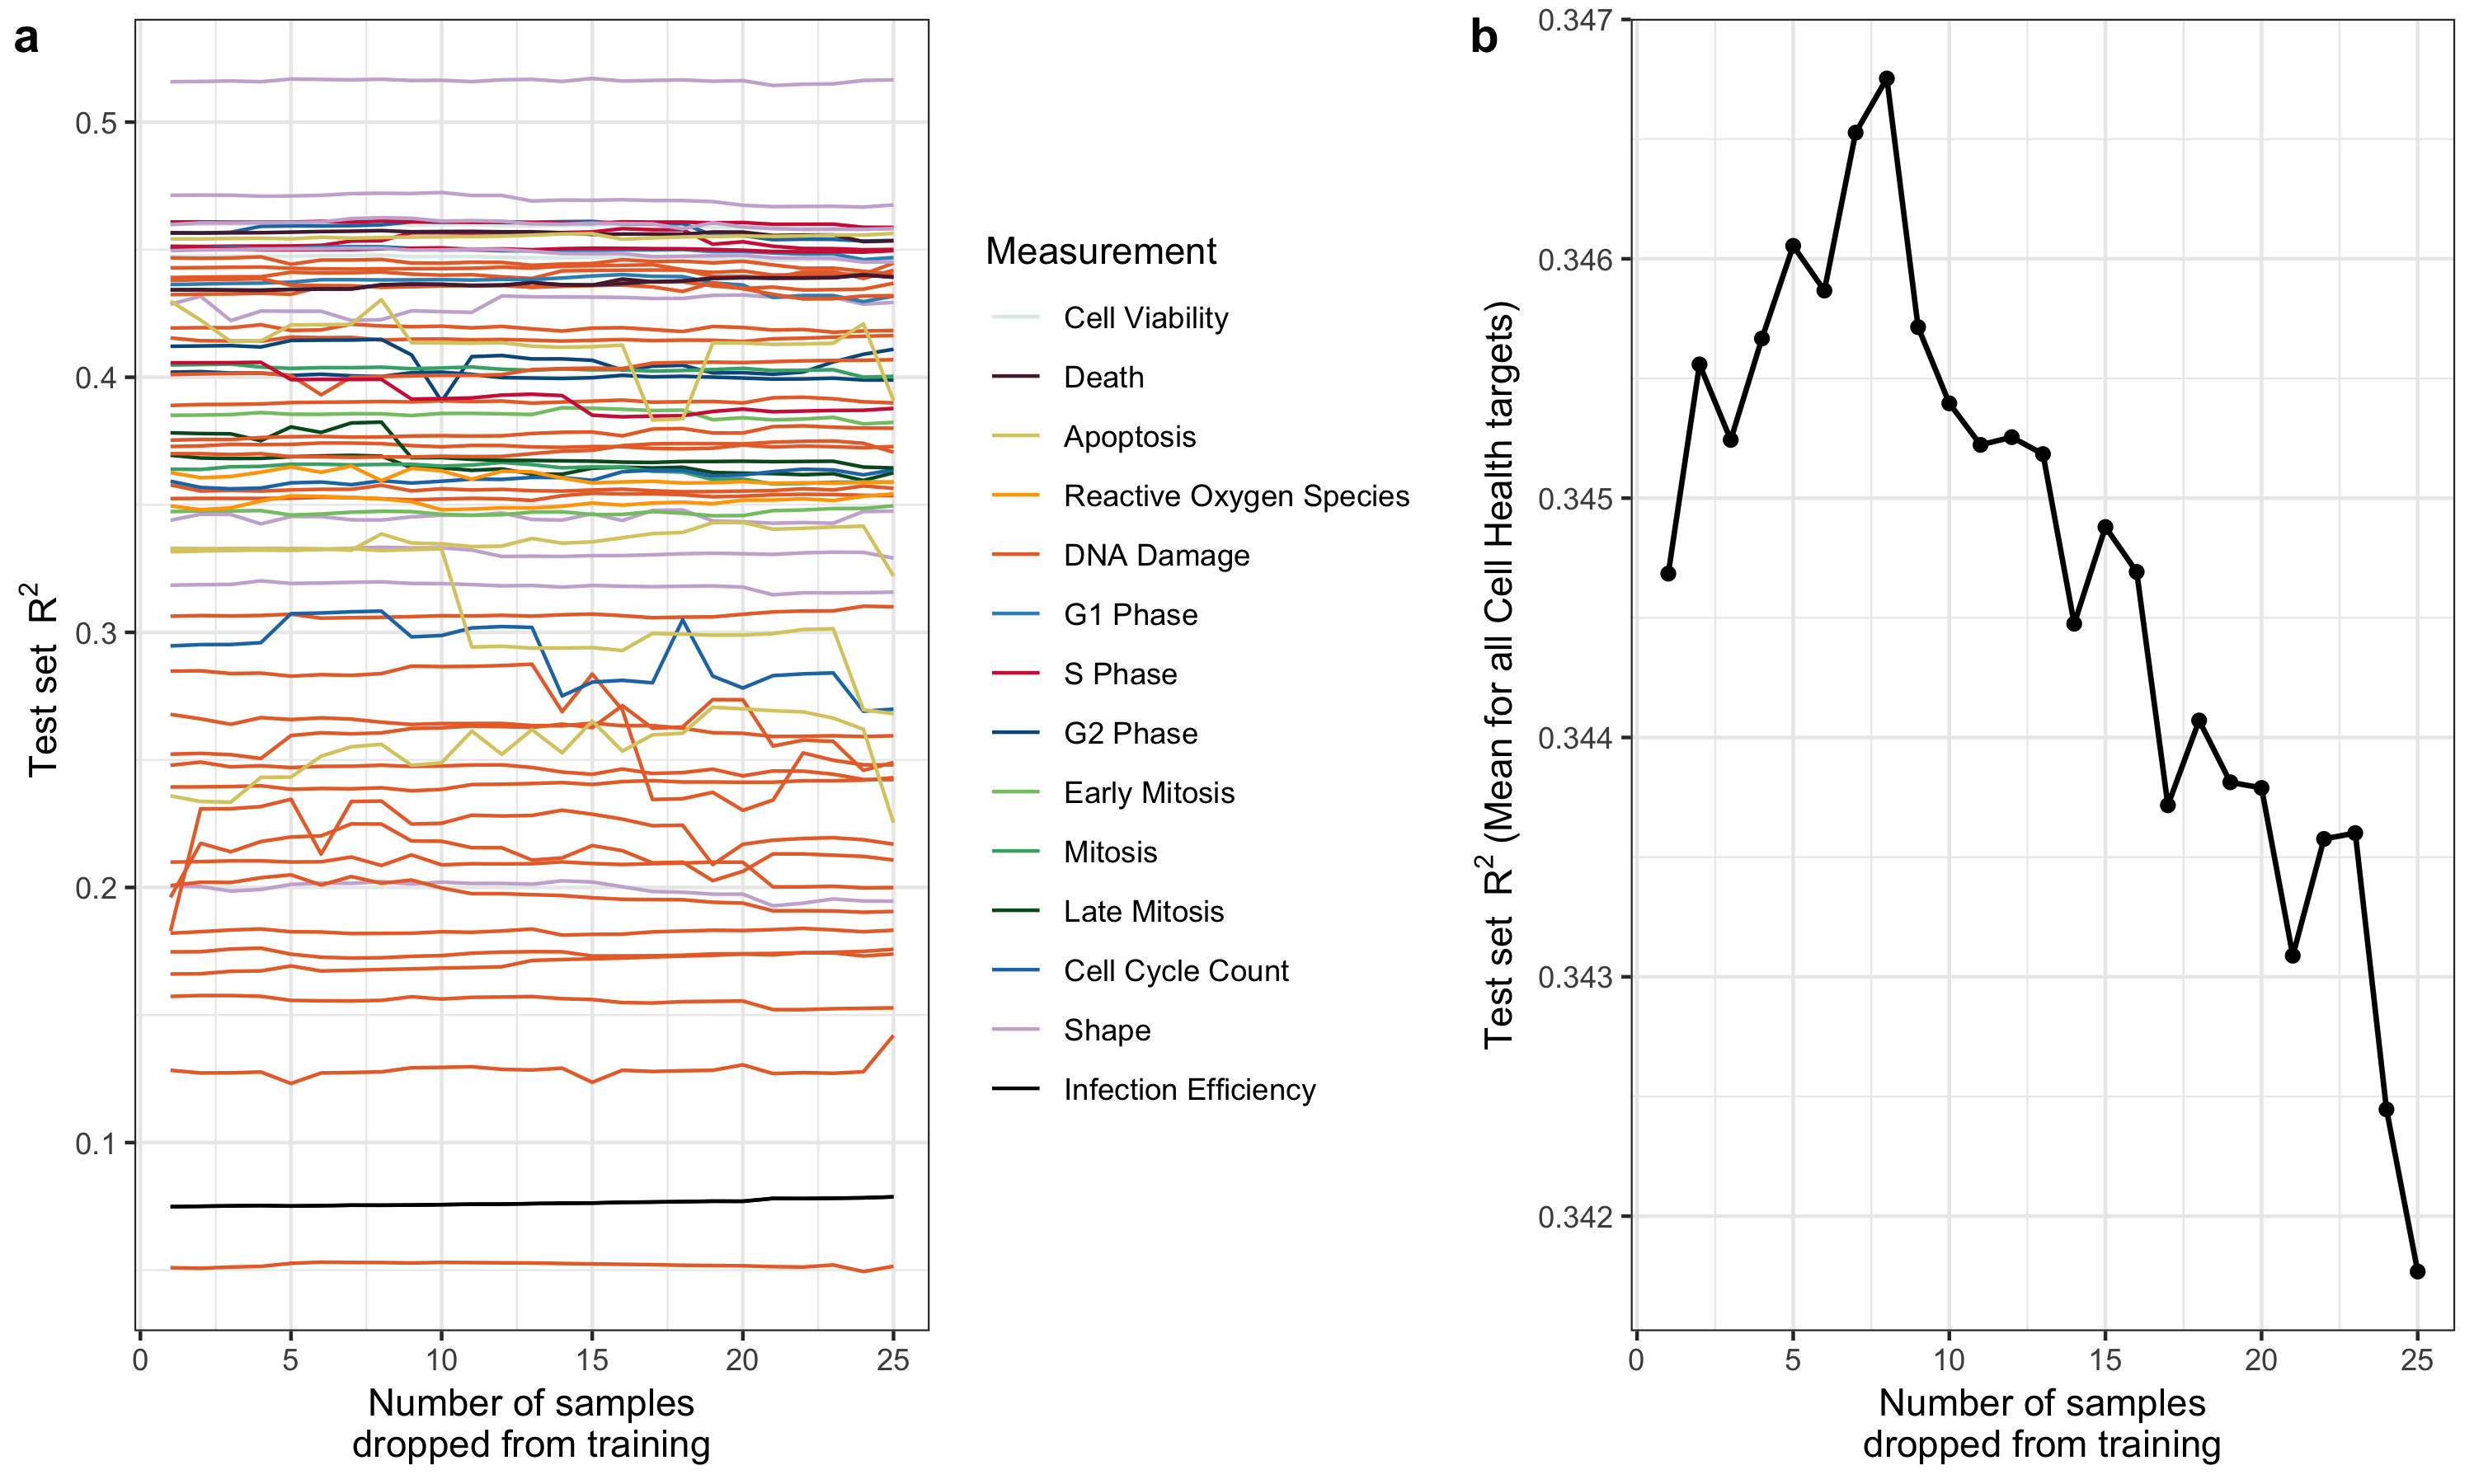 a
0.5
0.4
0.3
0.2
0.1
Test set R²
0
5
10
15
20
25
Number of samples
dropped from training
Measurement
Cell Viability
Death
Apoptosis
Reactive Oxygen Species
DNA Damage
G1 Phase
S Phase
G2 Phase
Early Mitosis
Mitosis
Late Mitosis
Cell Cycle Count
Shape
Infection Efficiency
b
0.347
0.346
0.345
0.344
0.343
0.342
Test set R² (Mean for all Cell Health targets)
0
5
10
15
20
25
Number of samples
dropped from training